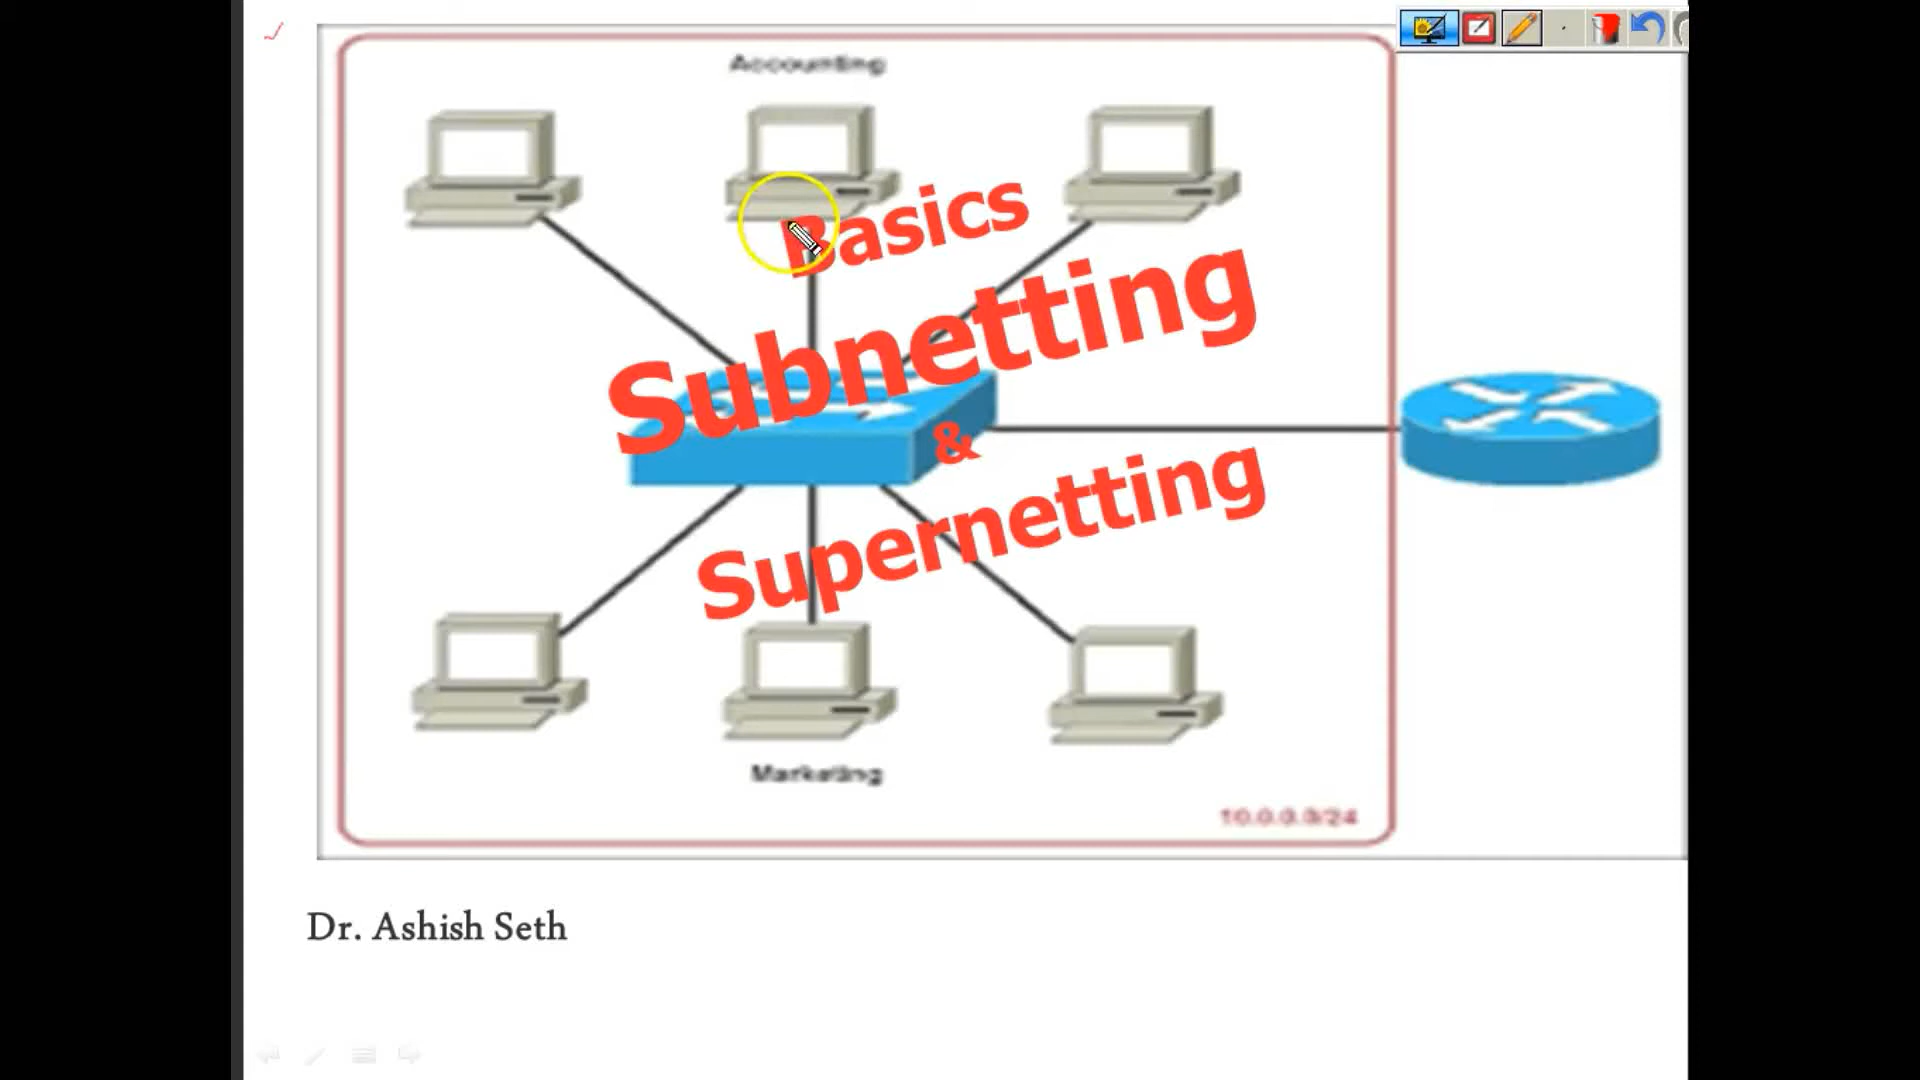 Accounting
Basics
Subnetting
&
Supernetting
Marketing
10.0.0.0/24
Dr. Ashish Seth